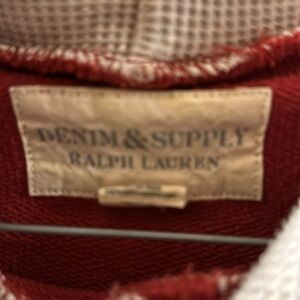 DENIM & SUPPLY
RALPH LAUREN